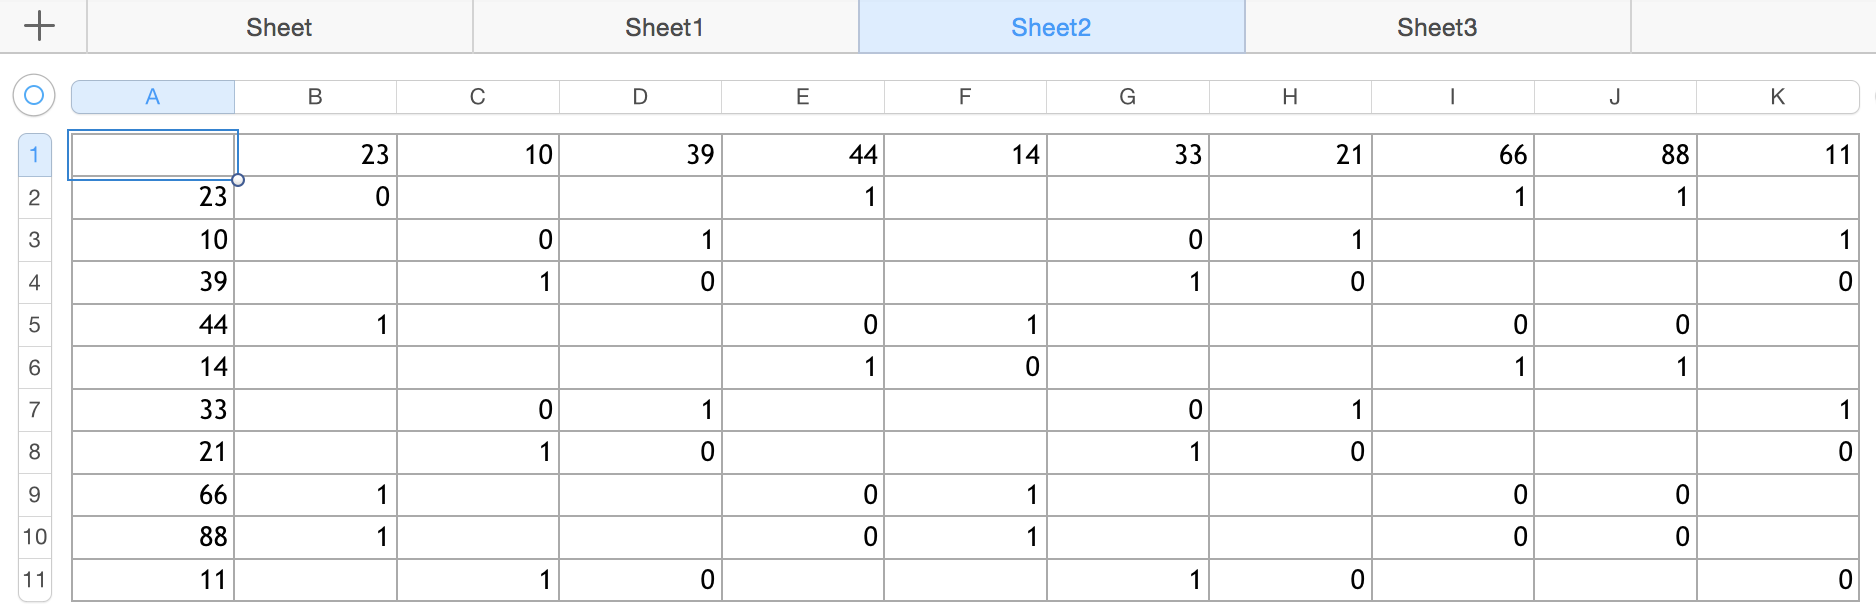 + Sheet Sheet1 Sheet2 Sheet3
A B C D E F G H I J K
1 23 10 39 44 14 33 21 66 88 11
2 23 0 1 1 1
3 10 0 1 0 1 1
4 39 1 0 1 0 0
5 44 1 0 1 0 0
6 14 1 0 1 1
7 33 0 1 0 1 1
8 21 1 0 1 0 0
9 66 1 0 1 0 0
10 88 1 0 1 0 0
11 11 1 0 1 0 0